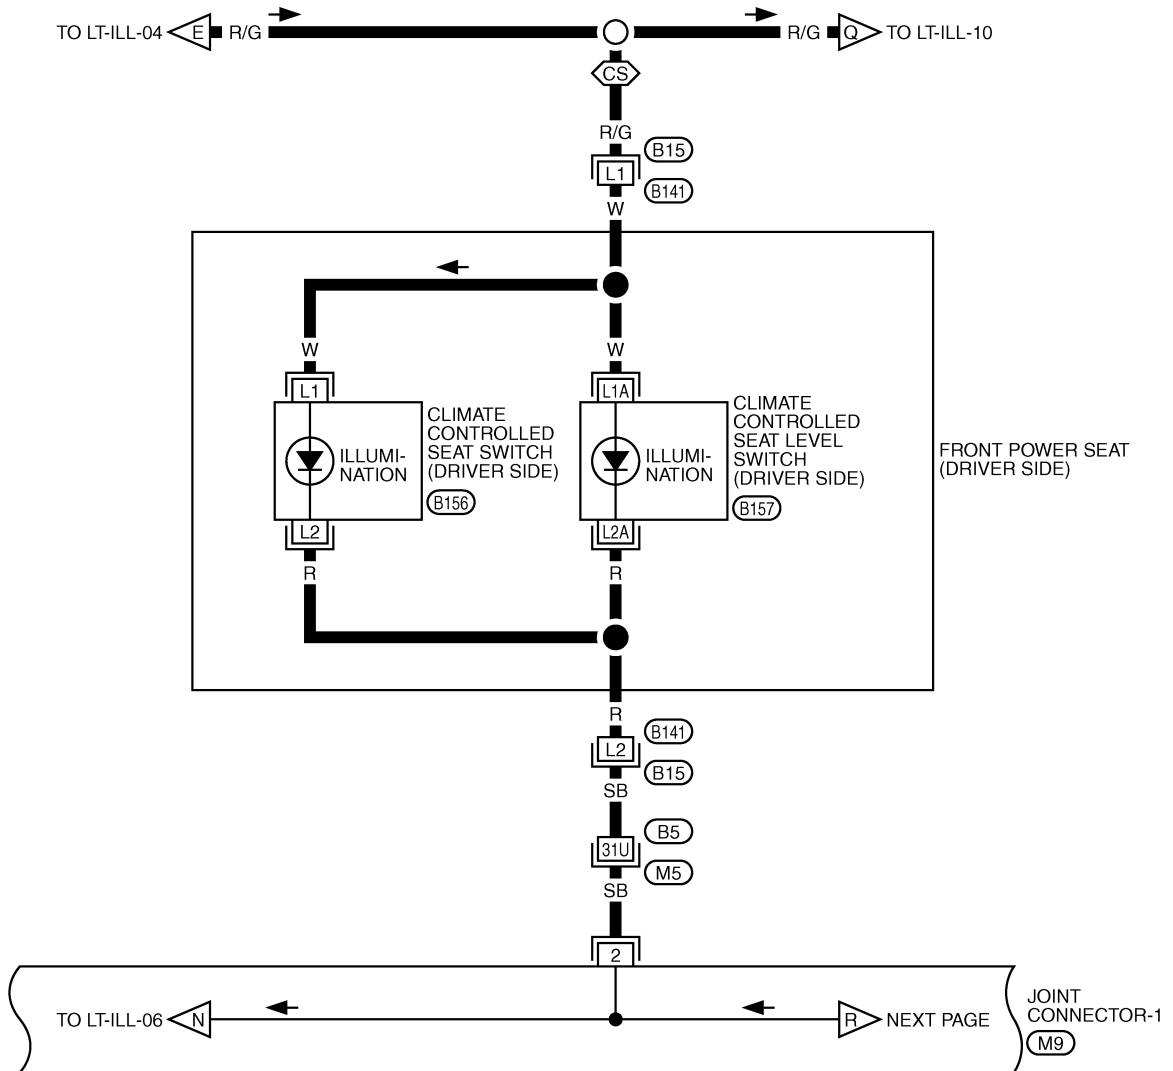 TO LT-ILL-04 E R/G R/G Q TO LT-ILL-10
CS
R/G
B15
L1
B141
W
W W
L1 L1A
CLIMATE
CONTROLLED
SEAT SWITCH
(DRIVER SIDE)
B156
CLIMATE
CONTROLLED
SEAT LEVEL
SWITCH
(DRIVER SIDE)
B157
ILLUMI-
NATION
ILLUMI-
NATION
FRONT POWER SEAT
(DRIVER SIDE)
L2 L2A
R R
R
B141
L2
B15
SB
B5
31U
M5
SB
2
TO LT-ILL-06 N R NEXT PAGE
JOINT
CONNECTOR-1
M9